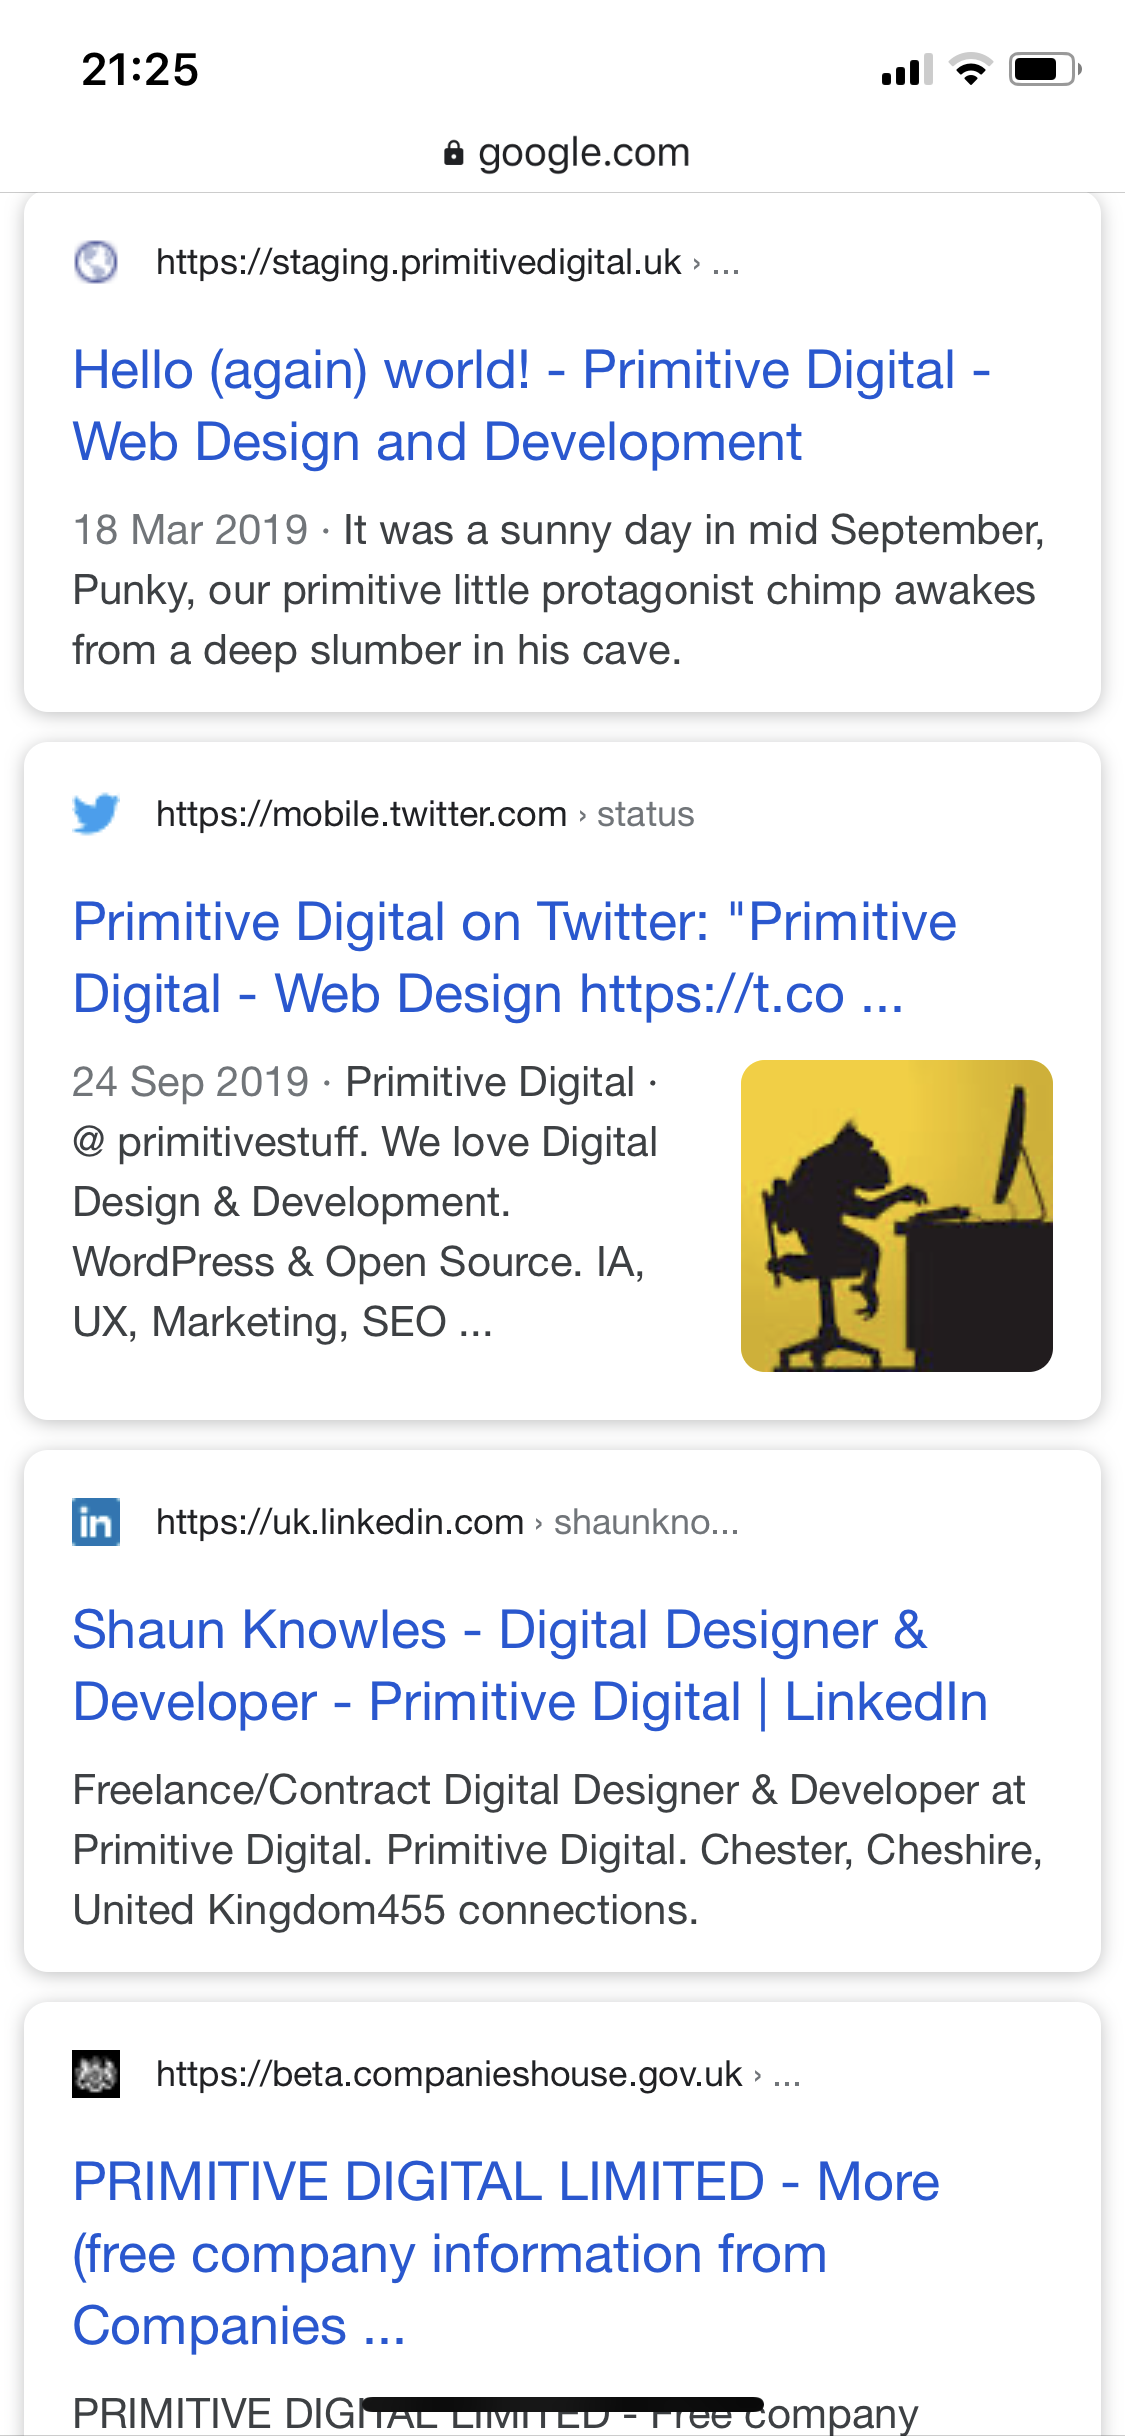 21:25
google.com
https://staging.primitivedigital.uk › ...
Hello (again) world! - Primitive Digital -
Web Design and Development
18 Mar 2019 · It was a sunny day in mid September,
Punky, our primitive little protagonist chimp awakes
from a deep slumber in his cave.
https://mobile.twitter.com › status
Primitive Digital on Twitter: "Primitive
Digital - Web Design https://t.co ...
24 Sep 2019 · Primitive Digital ·
@ primitivestuff. We love Digital
Design & Development.
WordPress & Open Source. IA,
UX, Marketing, SEO ...
in
https://uk.linkedin.com › shaunkno...
Shaun Knowles - Digital Designer &
Developer - Primitive Digital | LinkedIn
Freelance/Contract Digital Designer & Developer at
Primitive Digital. Primitive Digital. Chester, Cheshire,
United Kingdom455 connections.
https://beta.companieshouse.gov.uk › ...
PRIMITIVE DIGITAL LIMITED - More
(free company information from
Companies ...
PRIMITIVE DIGITAL LIMITED - Free company